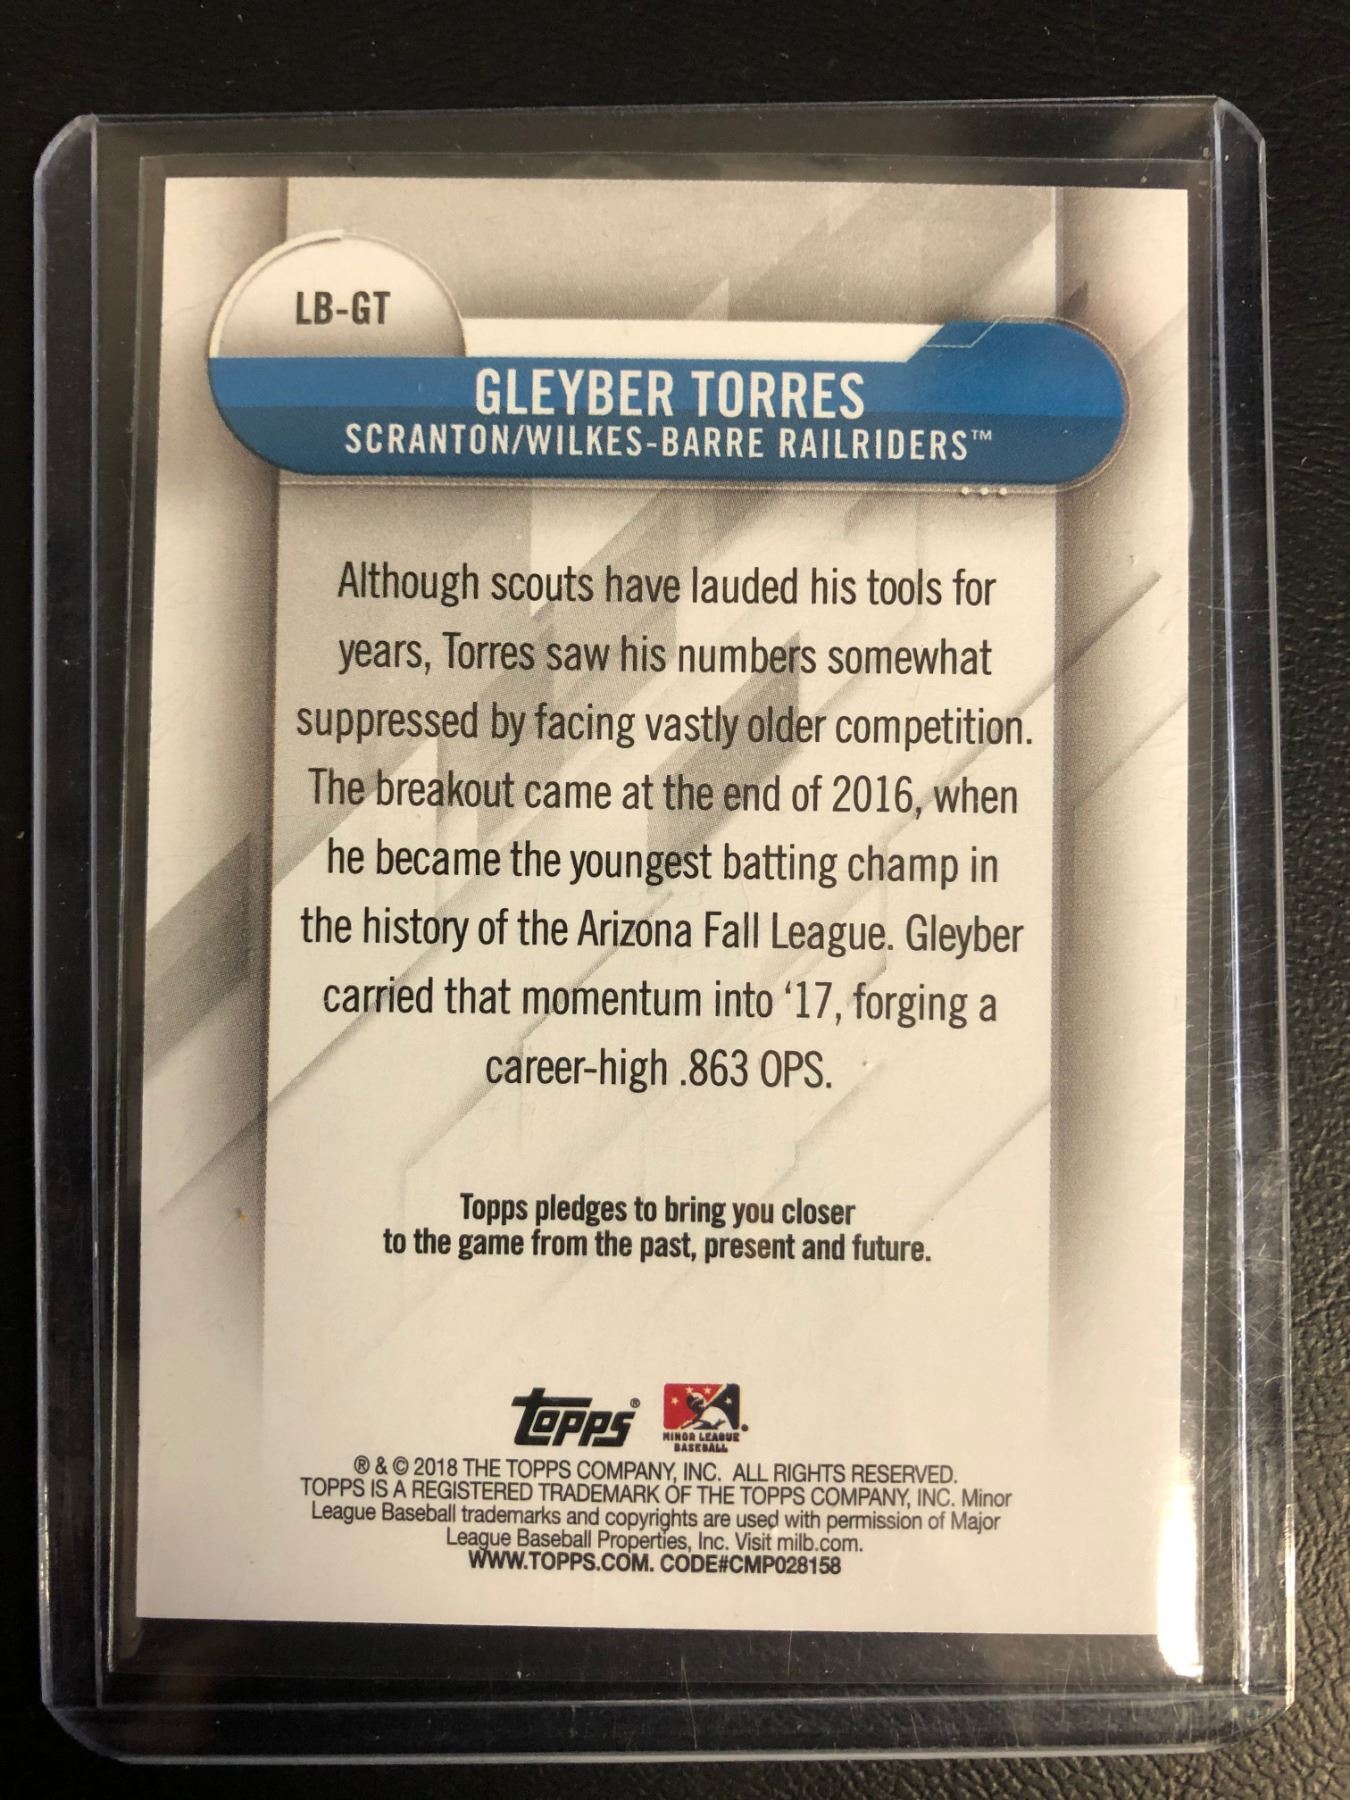 LB-GT
GLEYBER TORRES
SCRANTON/WILKES-BARRE RAILRIDERS™
Although scouts have lauded his tools for
years, Torres saw his numbers somewhat
suppressed by facing vastly older competition.
The breakout came at the end of 2016, when
he became the youngest batting champ in
the history of the Arizona Fall League. Gleyber
carried that momentum into ‘17, forging a
career-high .863 OPS.
Topps pledges to bring you closer
to the game from the past, present and future.
topps®
MINOR LEAGUE
BASEBALL
® & © 2018 THE TOPPS COMPANY, INC. ALL RIGHTS RESERVED.
TOPPS IS A REGISTERED TRADEMARK OF THE TOPPS COMPANY, INC. Minor
League Baseball trademarks and copyrights are used with permission of Major
League Baseball Properties, Inc. Visit milb.com.
WWW.TOPPS.COM. CODE#CMP028158